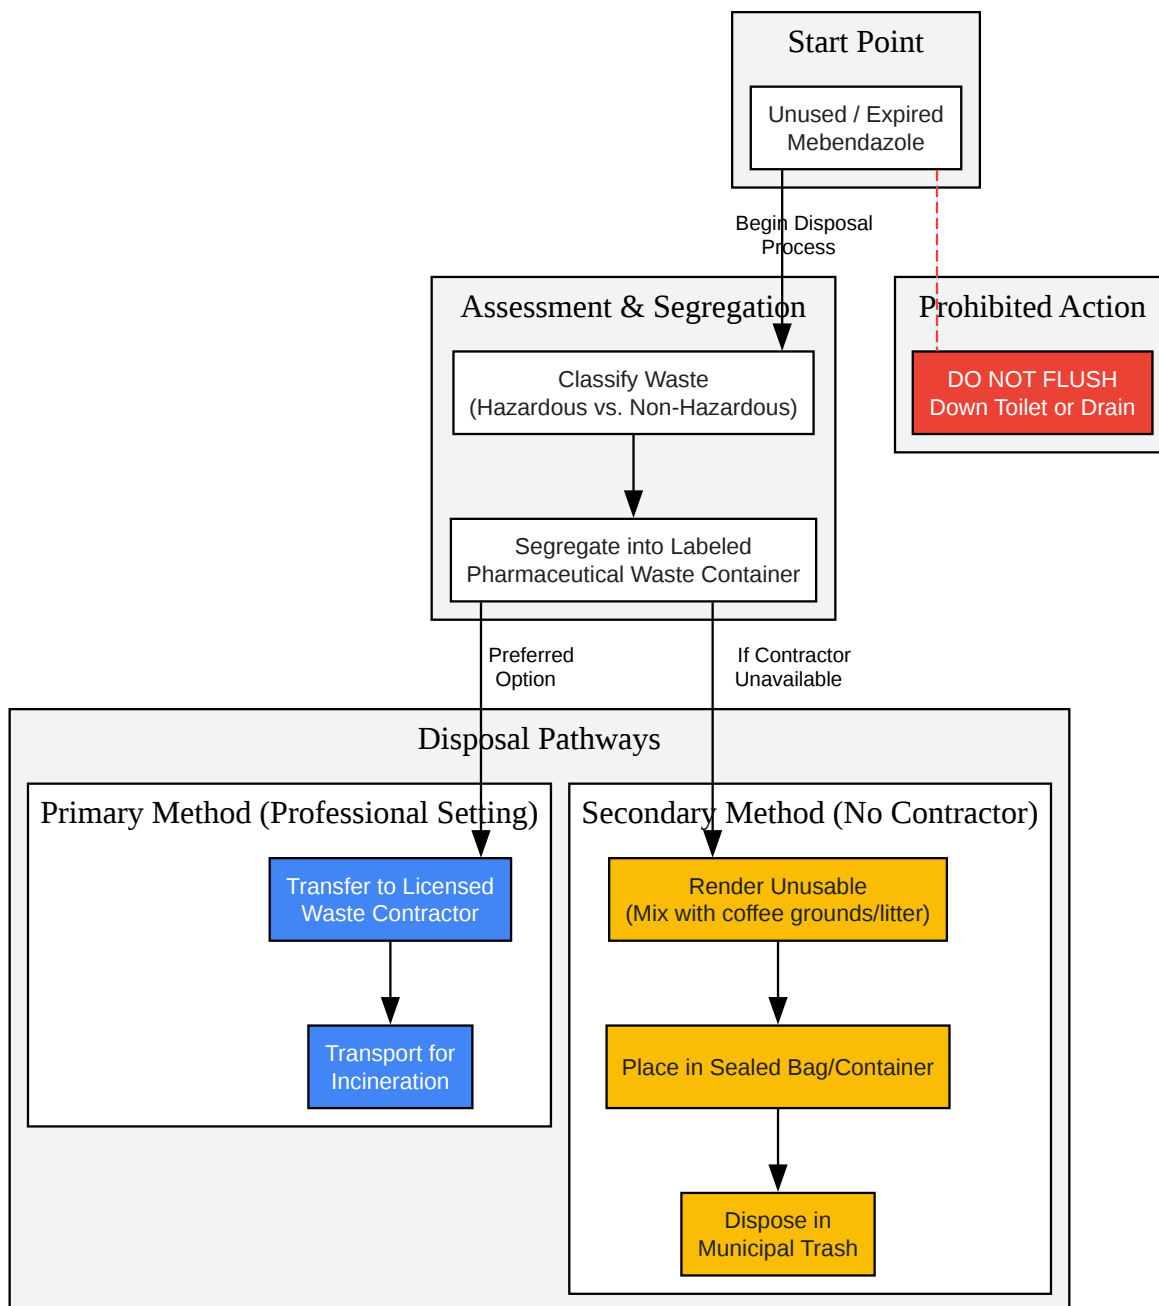 Start Point
Unused / Expired
Mebendazole
Begin Disposal
Process
Assessment & Segregation
Classify Waste
(Hazardous vs. Non-Hazardous)
Segregate into Labeled
Pharmaceutical Waste Container
Prohibited Action
DO NOT FLUSH
Down Toilet or Drain
Preferred
Option
If Contractor
Unavailable
Disposal Pathways
Primary Method (Professional Setting)
Transfer to Licensed
Waste Contractor
Transport for
Incineration
Secondary Method (No Contractor)
Render Unusable
(Mix with coffee grounds/litter)
Place in Sealed Bag/Container
Dispose in
Municipal Trash